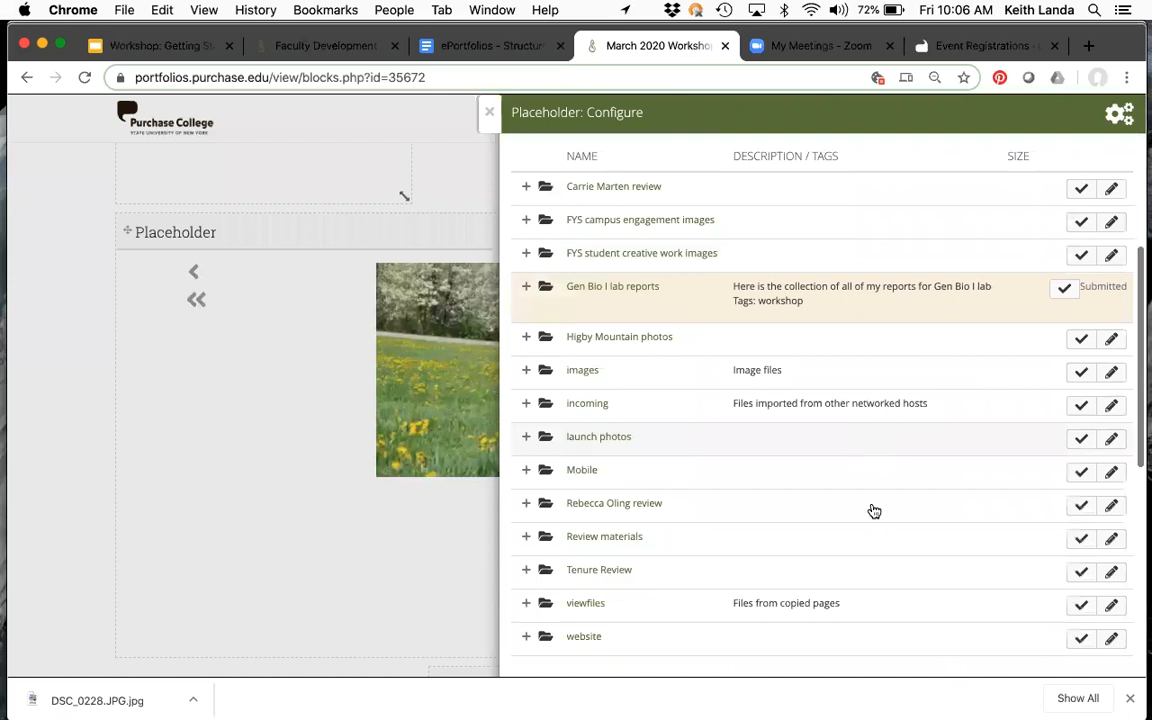 Chrome File Edit View History Bookmarks People Tab Window Help 72% Fri 10:06 AM Keith Landa
Workshop: Getting St
Faculty Development
ePortfolios - Structur
March 2020 Worksho
My Meetings - Zoom
Event Registrations -
portfolios.purchase.edu/view/blocks.php?id=35672
Purchase College
STATE UNIVERSITY OF NEW YORK
Placeholder: Configure
NAME DESCRIPTION / TAGS SIZE
Carrie Marten review
FYS campus engagement images
Placeholder
FYS student creative work images
Gen Bio I lab reports Here is the collection of all of my reports for Gen Bio I lab Submitted
Tags: workshop
Higby Mountain photos
images Image files
incoming Files imported from other networked hosts
launch photos
Mobile
Rebecca Oling review
Review materials
Tenure Review
viewfiles Files from copied pages
website
DSC_0228.JPG.jpg Show All